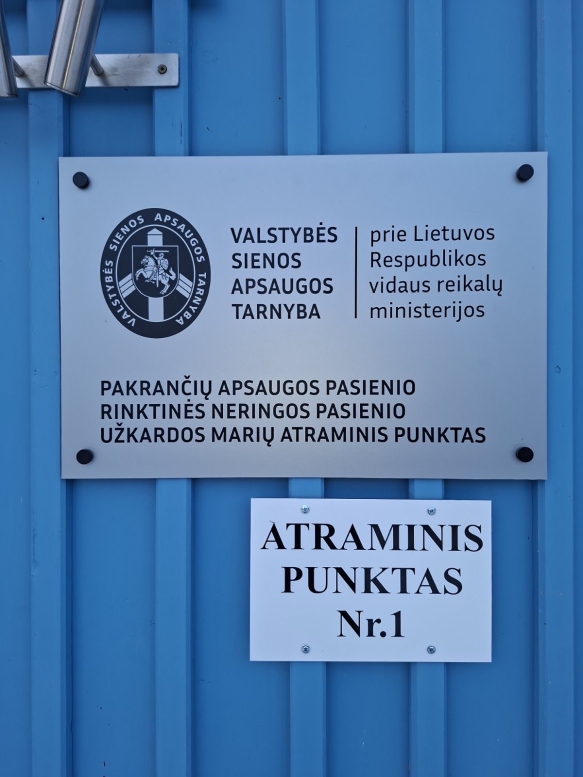 VALSTYBĖS SIENOS APSAUGOS TARNYBA
VALSTYBĖS
SIENOS
APSAUGOS
TARNYBA
prie Lietuvos
Respublikos
vidaus reikalų
ministerijos
PAKRANČIŲ APSAUGOS PASIENIO
RINKTINĖS NERINGOS PASIENIO
UŽKARDOS MARIŲ ATRAMINIS PUNKTAS
ATRAMINIS
PUNKTAS
Nr.1